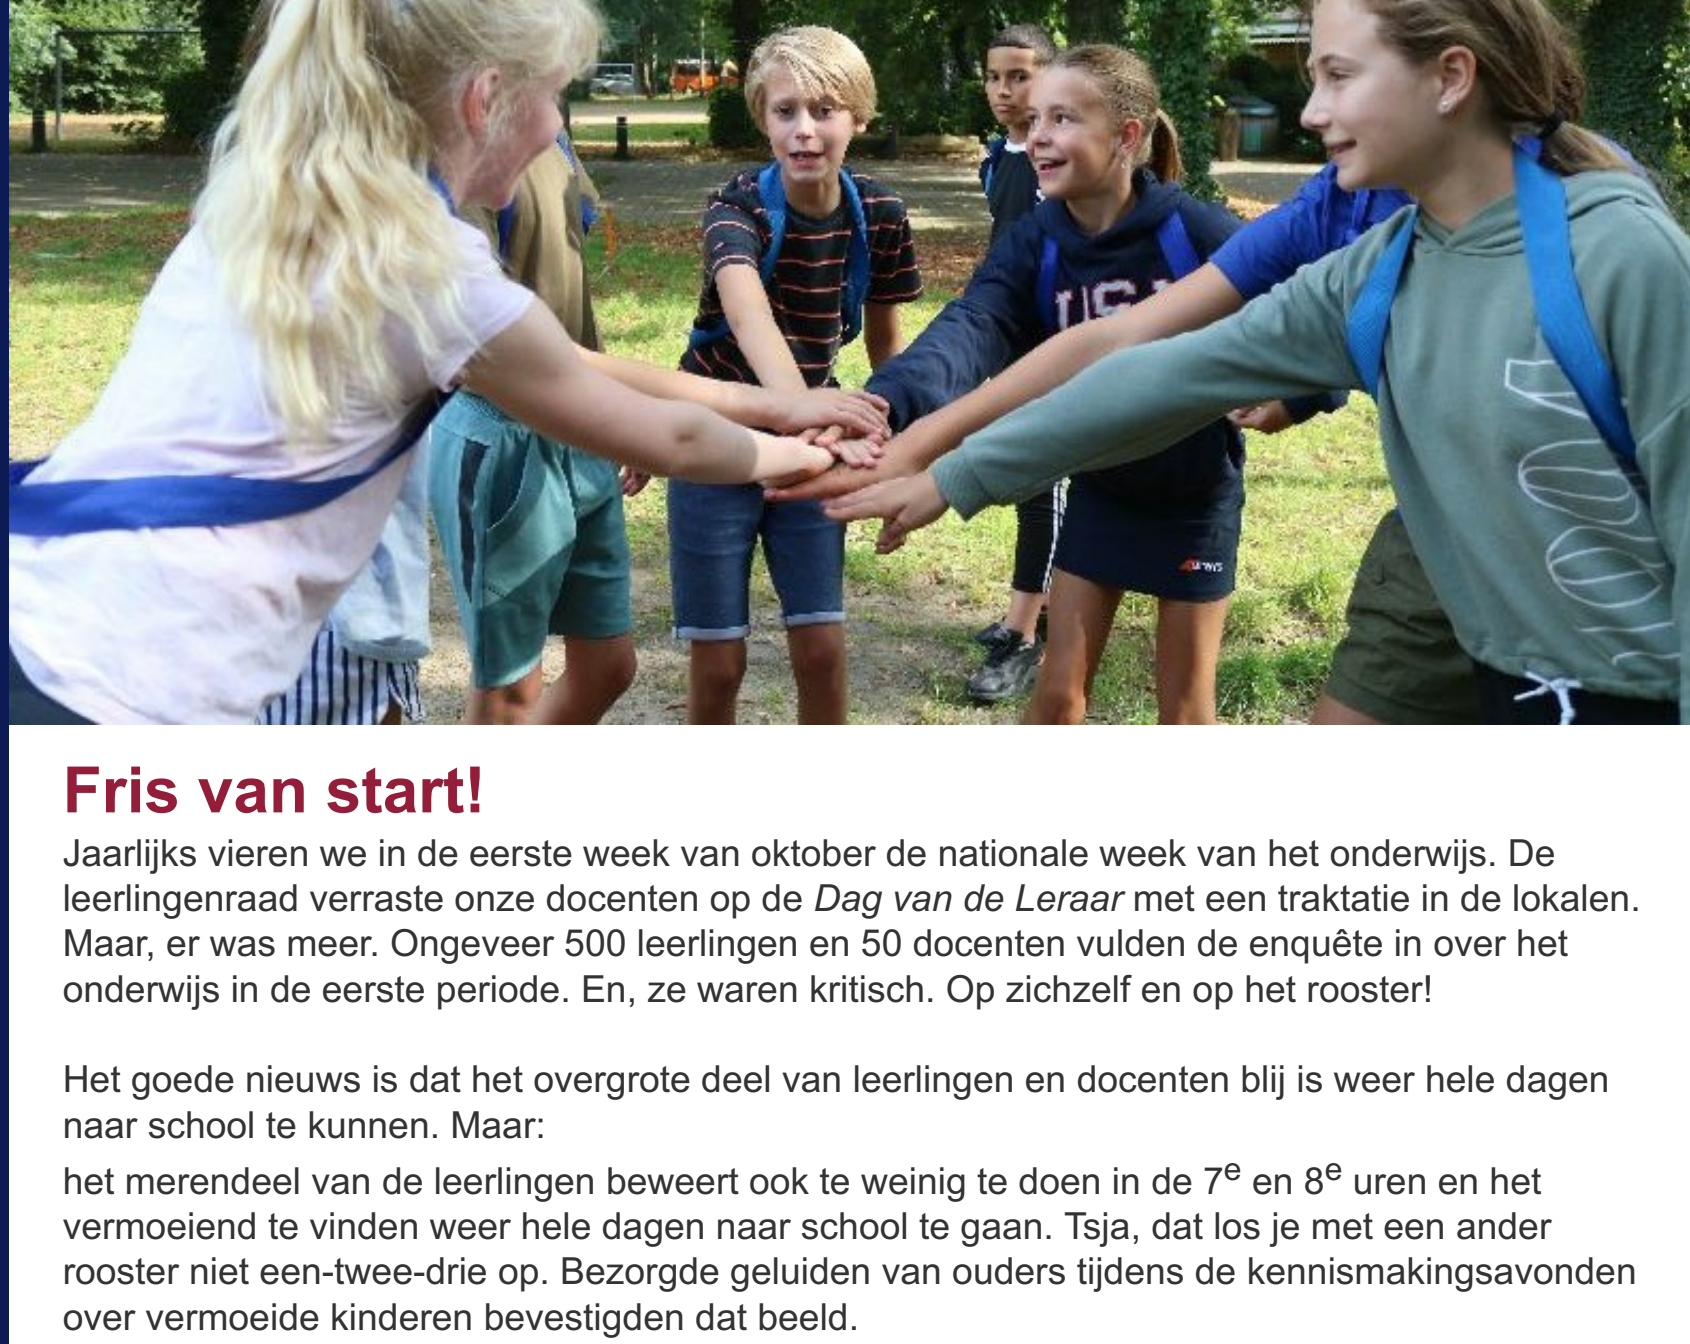 USA
Fris van start!
Jaarlijks vieren we in de eerste week van oktober de nationale week van het onderwijs. De
leerlingenraad verraste onze docenten op de Dag van de Leraar met een traktatie in de lokalen.
Maar, er was meer. Ongeveer 500 leerlingen en 50 docenten vulden de enquête in over het
onderwijs in de eerste periode. En, ze waren kritisch. Op zichzelf en op het rooster!
Het goede nieuws is dat het overgrote deel van leerlingen en docenten blij is weer hele dagen
naar school te kunnen. Maar:
het merendeel van de leerlingen beweert ook te weinig te doen in de 7e en 8e uren en het
vermoeiend te vinden weer hele dagen naar school te gaan. Tsja, dat los je met een ander
rooster niet een-twee-drie op. Bezorgde geluiden van ouders tijdens de kennismakingsavonden
over vermoeide kinderen bevestigden dat beeld.